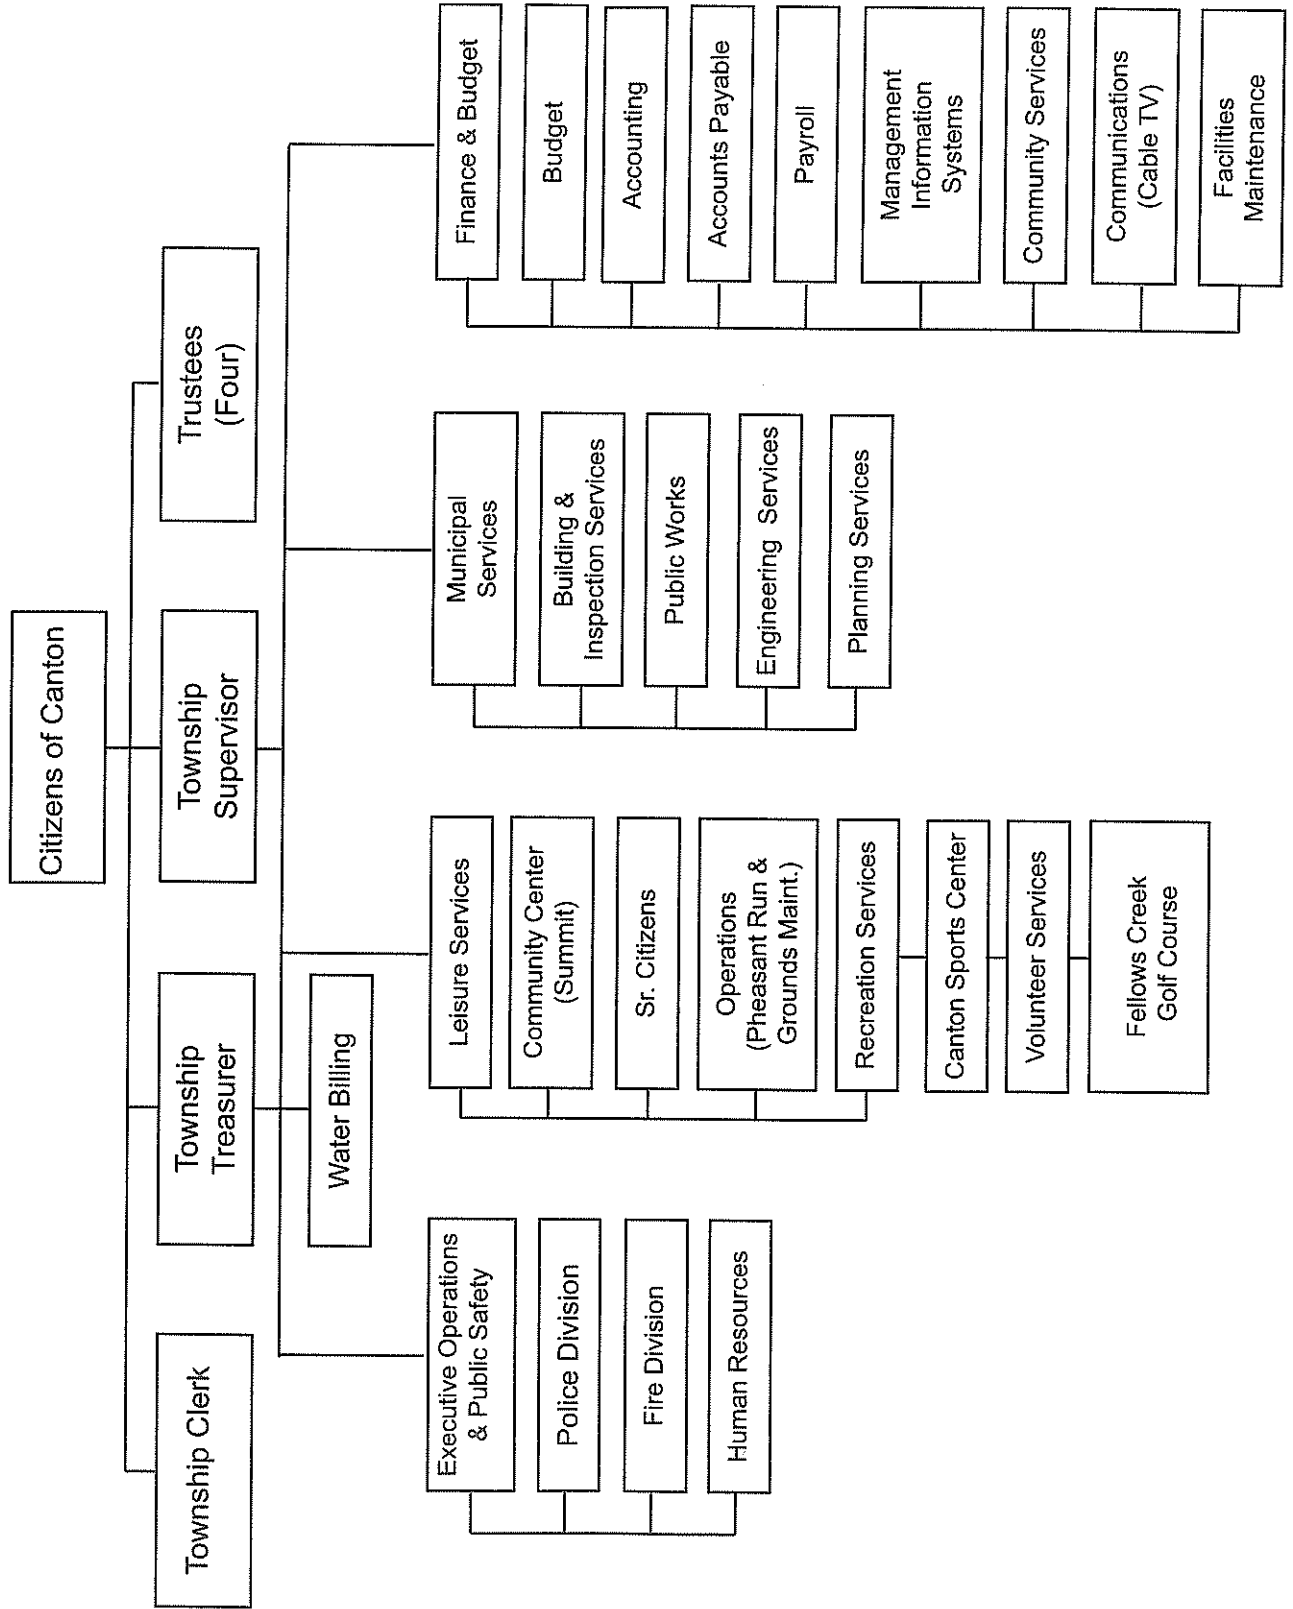 Citizens of Canton
Township Clerk
Township
Treasurer
Township
Supervisor
Trustees
(Four)
Water Billing
Executive Operations
& Public Safety
Police Division
Fire Division
Human Resources
Leisure Services
Community Center
(Summit)
Sr. Citizens
Operations
(Pheasant Run &
Grounds Maint.)
Recreation Services
Canton Sports Center
Volunteer Services
Fellows Creek
Golf Course
Municipal
Services
Building &
Inspection Services
Public Works
Engineering Services
Planning Services
Finance & Budget
Budget
Accounting
Accounts Payable
Payroll
Management
Information
Systems
Community Services
Communications
(Cable TV)
Facilities
Maintenance